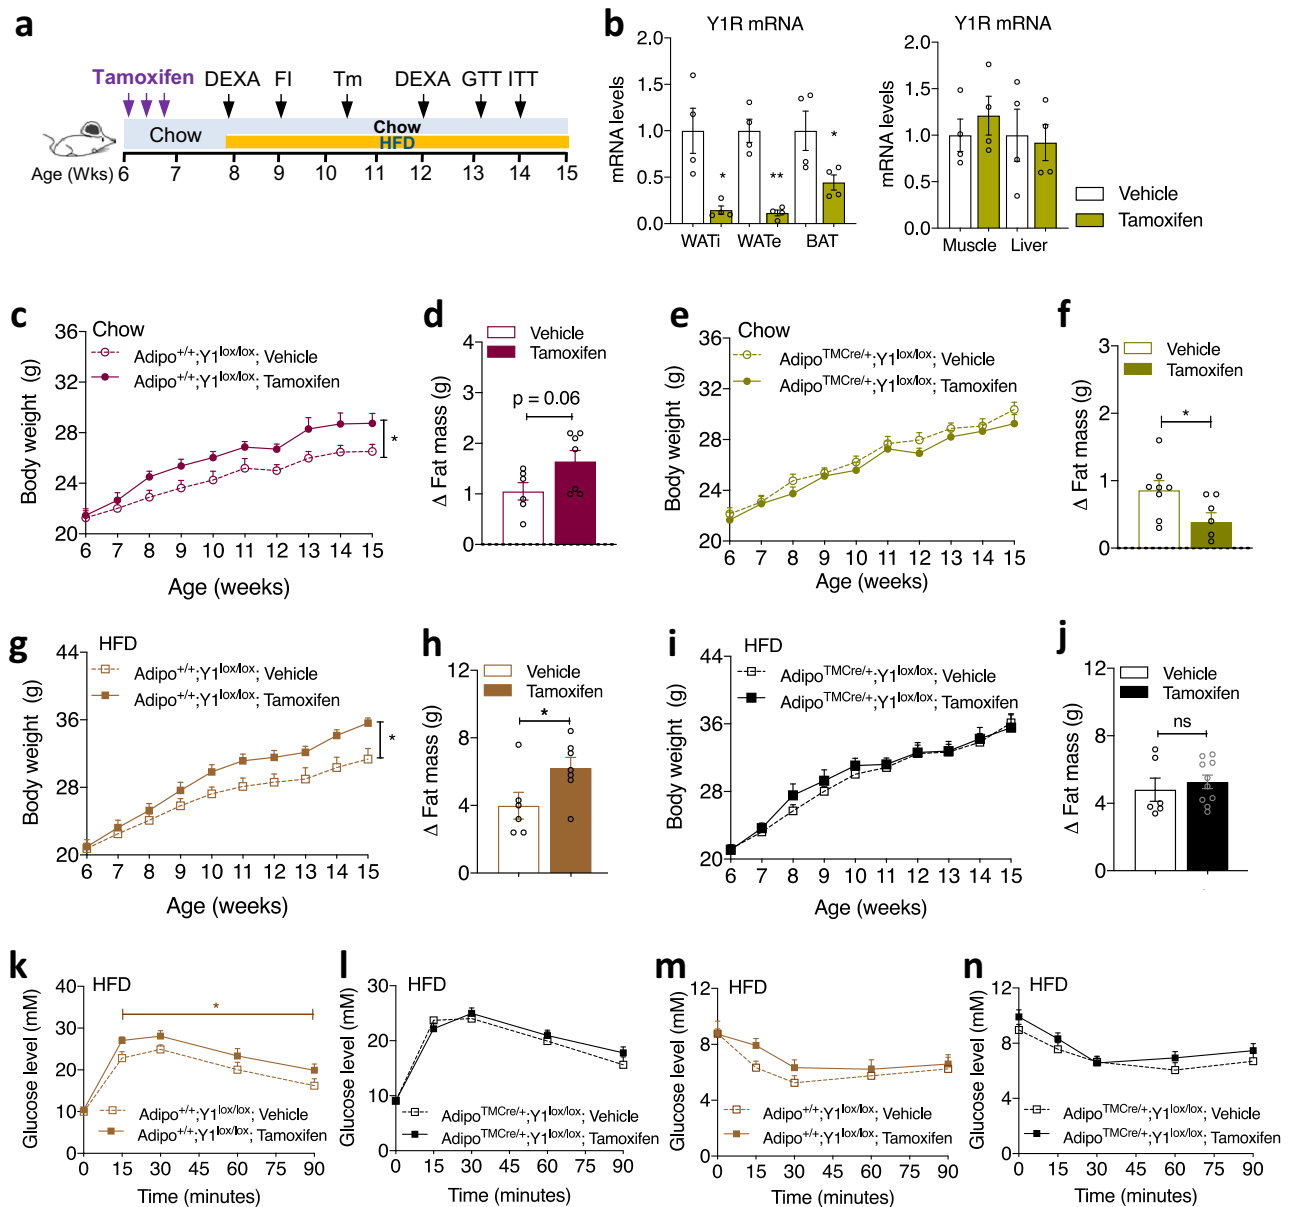 a
Tamoxifen
DEXA FI Tm DEXA GTT ITT
Chow
Chow
HFD
Age (Wks) 6 7 8 9 10 11 12 13 14 15
b
Y1R mRNA
mRNA levels
2.0
1.5
1.0
0.5
0.0
* ** *
WATi WATe BAT
Y1R mRNA
mRNA levels
2.0
1.5
1.0
0.5
0.0
Muscle Liver
Vehicle
Tamoxifen
c
Chow
Adipo+/+;Y1lox/lox; Vehicle
Adipo+/+;Y1lox/lox; Tamoxifen
Body weight (g)
36
32
28
24
20
*
6 7 8 9 10 11 12 13 14 15
Age (weeks)
d
Vehicle
Tamoxifen
p = 0.06
Δ Fat mass (g)
4
3
2
1
0
e
Chow
AdipoTMCre/+;Y1lox/lox; Vehicle
AdipoTMCre/+;Y1lox/lox; Tamoxifen
Body weight (g)
36
32
28
24
20
6 7 8 9 10 11 12 13 14 15
Age (weeks)
f
Vehicle
Tamoxifen
*
Δ Fat mass (g)
3
2
1
0
g
HFD
Adipo+/+;Y1lox/lox; Vehicle
Adipo+/+;Y1lox/lox; Tamoxifen
Body weight (g)
44
36
28
20
*
6 7 8 9 10 11 12 13 14 15
Age (weeks)
h
Vehicle
Tamoxifen
*
Δ Fat mass (g)
12
8
4
0
i
HFD
AdipoTMCre/+;Y1lox/lox; Vehicle
AdipoTMCre/+;Y1lox/lox; Tamoxifen
Body weight (g)
44
36
28
20
6 7 8 9 10 11 12 13 14 15
Age (weeks)
j
Vehicle
Tamoxifen
ns
Δ Fat mass (g)
12
8
4
0
k
HFD
*
Glucose level (mM)
40
30
20
10
0
Adipo+/+;Y1lox/lox; Vehicle
Adipo+/+;Y1lox/lox; Tamoxifen
0 15 30 45 60 75 90
Time (minutes)
l
HFD
Glucose level (mM)
30
20
10
0
AdipoTMCre/+;Y1lox/lox; Vehicle
AdipoTMCre/+;Y1lox/lox; Tamoxifen
0 15 30 45 60 75 90
Time (minutes)
m
HFD
Glucose level (mM)
12
8
4
0
Adipo+/+;Y1lox/lox; Vehicle
Adipo+/+;Y1lox/lox; Tamoxifen
0 15 30 45 60 75 90
Time (minutes)
n
HFD
Glucose level (mM)
12
9
6
3
0
AdipoTMCre/+;Y1lox/lox; Vehicle
AdipoTMCre/+;Y1lox/lox; Tamoxifen
0 15 30 45 60 75 90
Time (minutes)